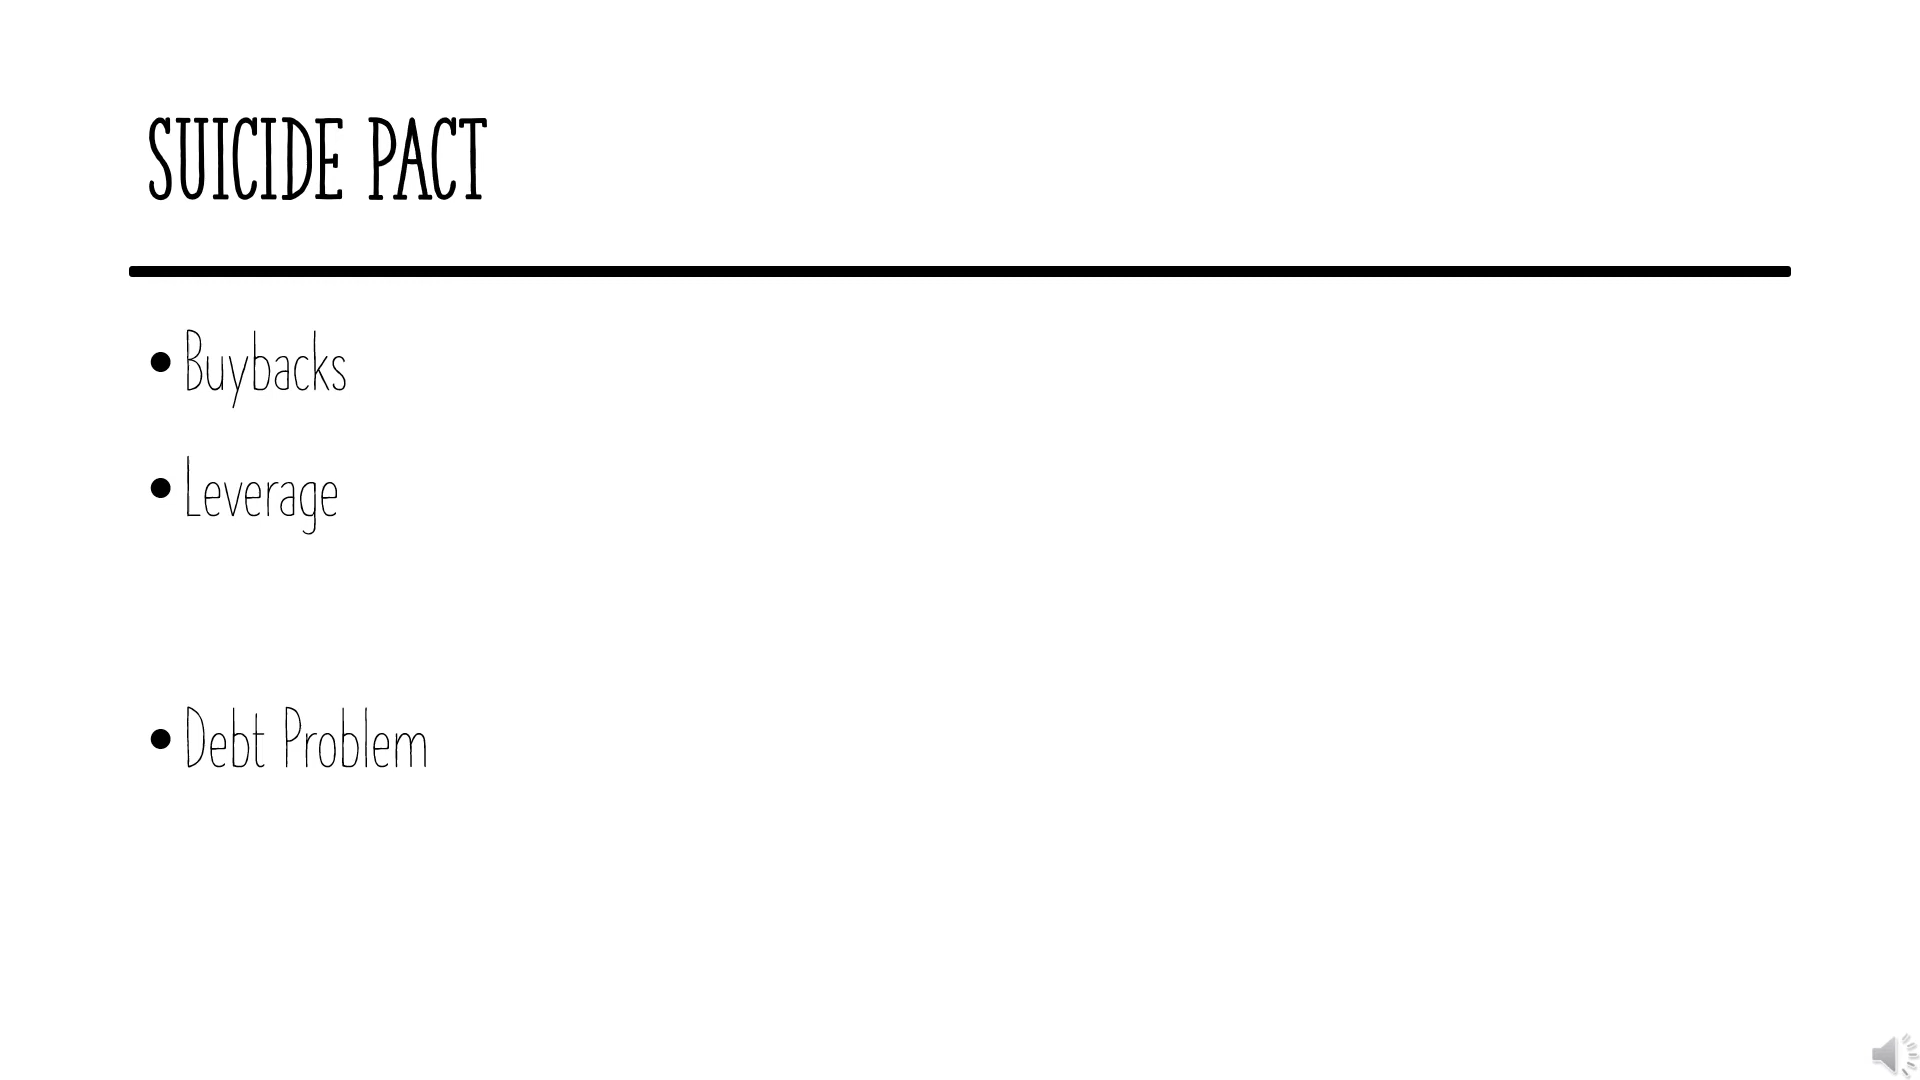 SUICIDE PACT
• Buybacks
• Leverage
• Debt Problem